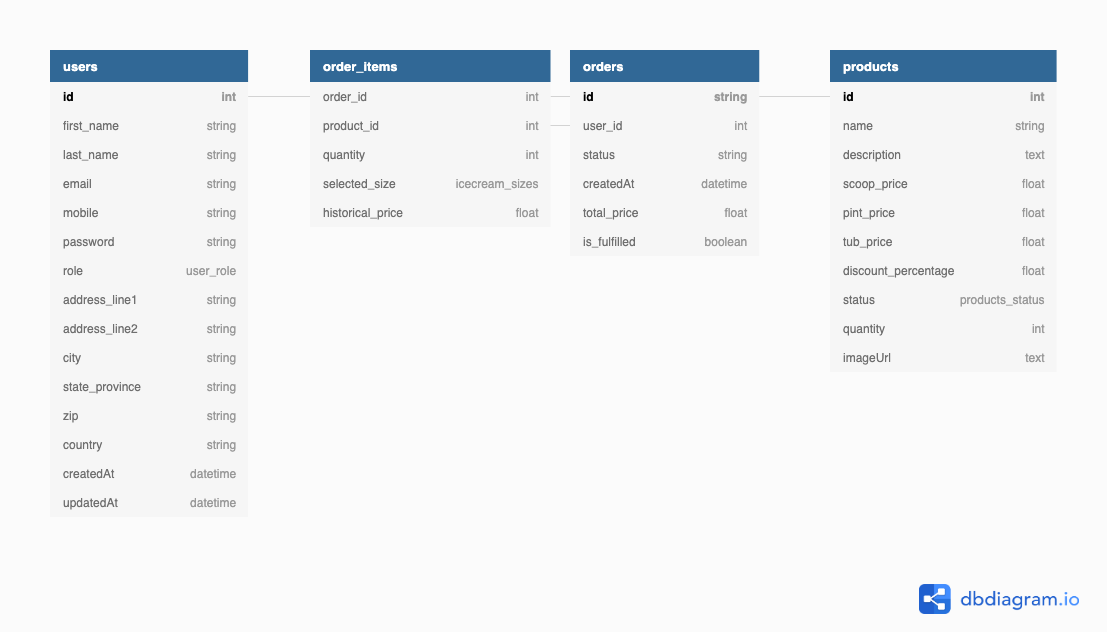 users
id int
first_name string
last_name string
email string
mobile string
password string
role user_role
address_line1 string
address_line2 string
city string
state_province string
zip string
country string
createdAt datetime
updatedAt datetime
order_items
order_id int
product_id int
quantity int
selected_size icecream_sizes
historical_price float
orders
id string
user_id int
status string
createdAt datetime
total_price float
is_fulfilled boolean
products
id int
name string
description text
scoop_price float
pint_price float
tub_price float
discount_percentage float
status products_status
quantity int
imageUrl text
dbdiagram.io